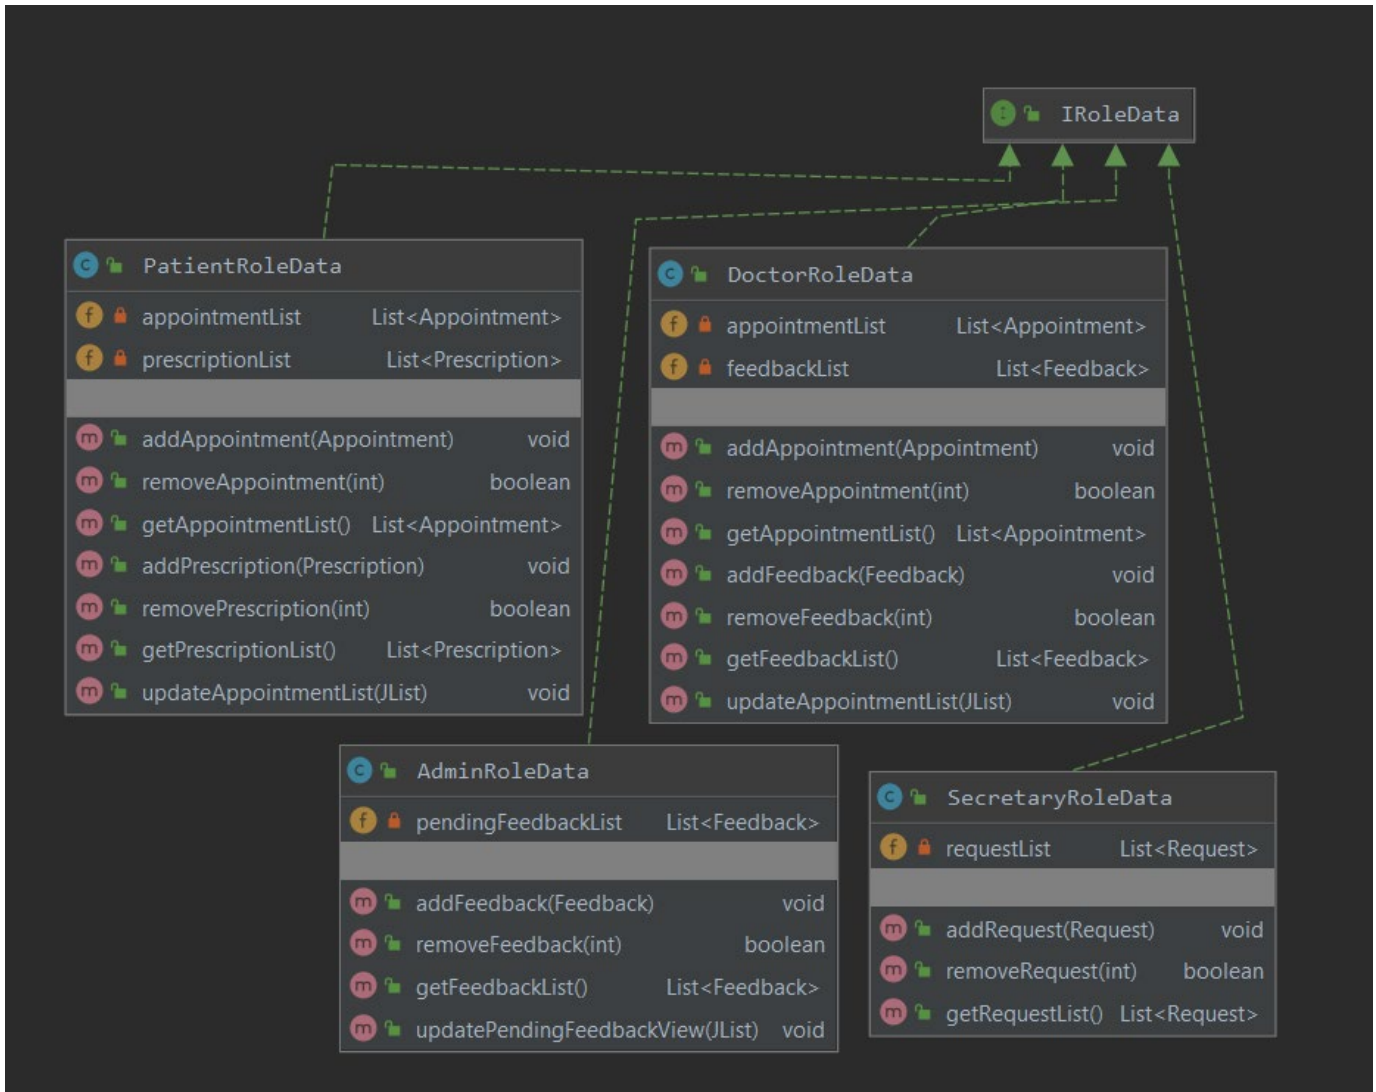 IRoleData
PatientRoleData
appointmentList List<Appointment>
prescriptionList List<Prescription>
addAppointment(Appointment) void
removeAppointment(int) boolean
getAppointmentList() List<Appointment>
addPrescription(Prescription) void
removePrescription(int) boolean
getPrescriptionList() List<Prescription>
updateAppointmentList(JList) void
DoctorRoleData
appointmentList List<Appointment>
feedbackList List<Feedback>
addAppointment(Appointment) void
removeAppointment(int) boolean
getAppointmentList() List<Appointment>
addFeedback(Feedback) void
removeFeedback(int) boolean
getFeedbackList() List<Feedback>
updateAppointmentList(JList) void
AdminRoleData
pendingFeedbackList List<Feedback>
addFeedback(Feedback) void
removeFeedback(int) boolean
getFeedbackList() List<Feedback>
updatePendingFeedbackView(JList) void
SecretaryRoleData
requestList List<Request>
addRequest(Request) void
removeRequest(int) boolean
getRequestList() List<Request>